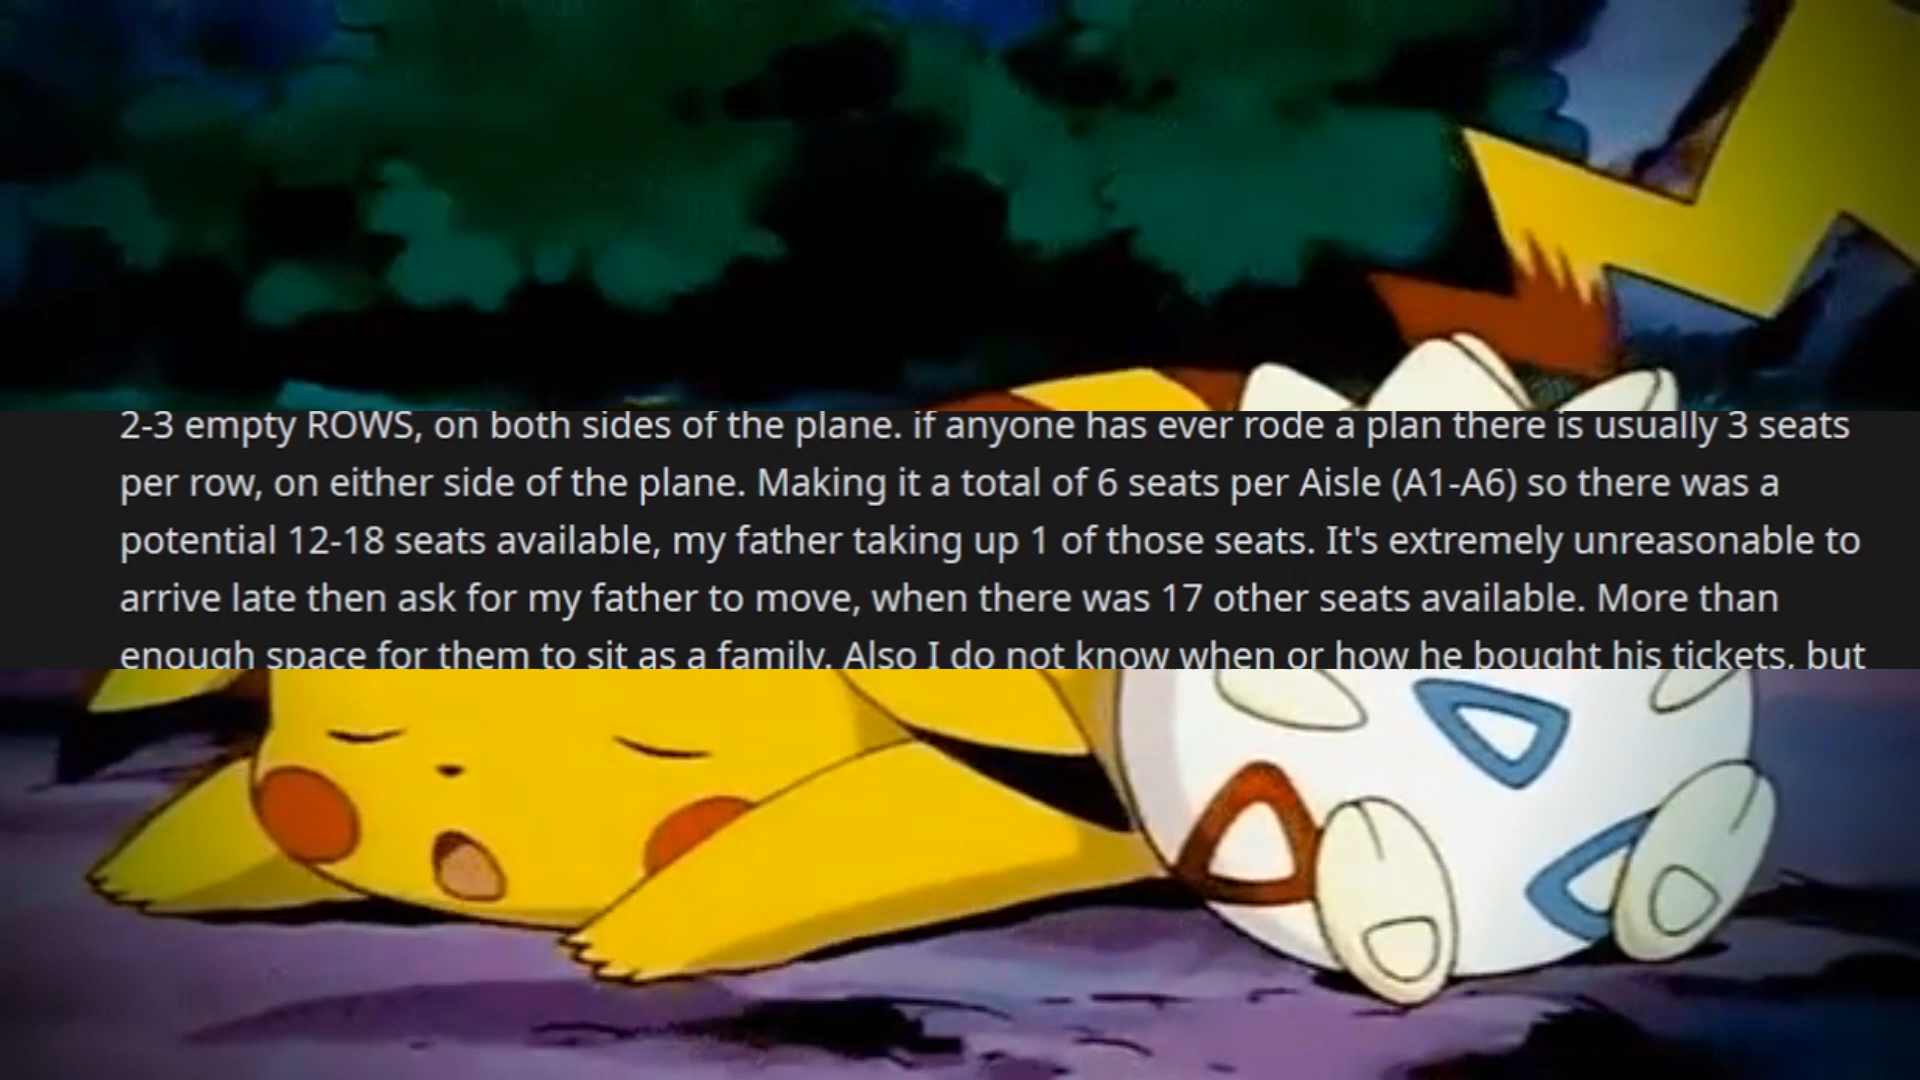 2-3 empty ROWS, on both sides of the plane. if anyone has ever rode a plan there is usually 3 seats
per row, on either side of the plane. Making it a total of 6 seats per Aisle (A1-A6) so there was a
potential 12-18 seats available, my father taking up 1 of those seats. It's extremely unreasonable to
arrive late then ask for my father to move, when there was 17 other seats available. More than
enough space for them to sit as a family. Also I do not know when or how he bought his tickets, but